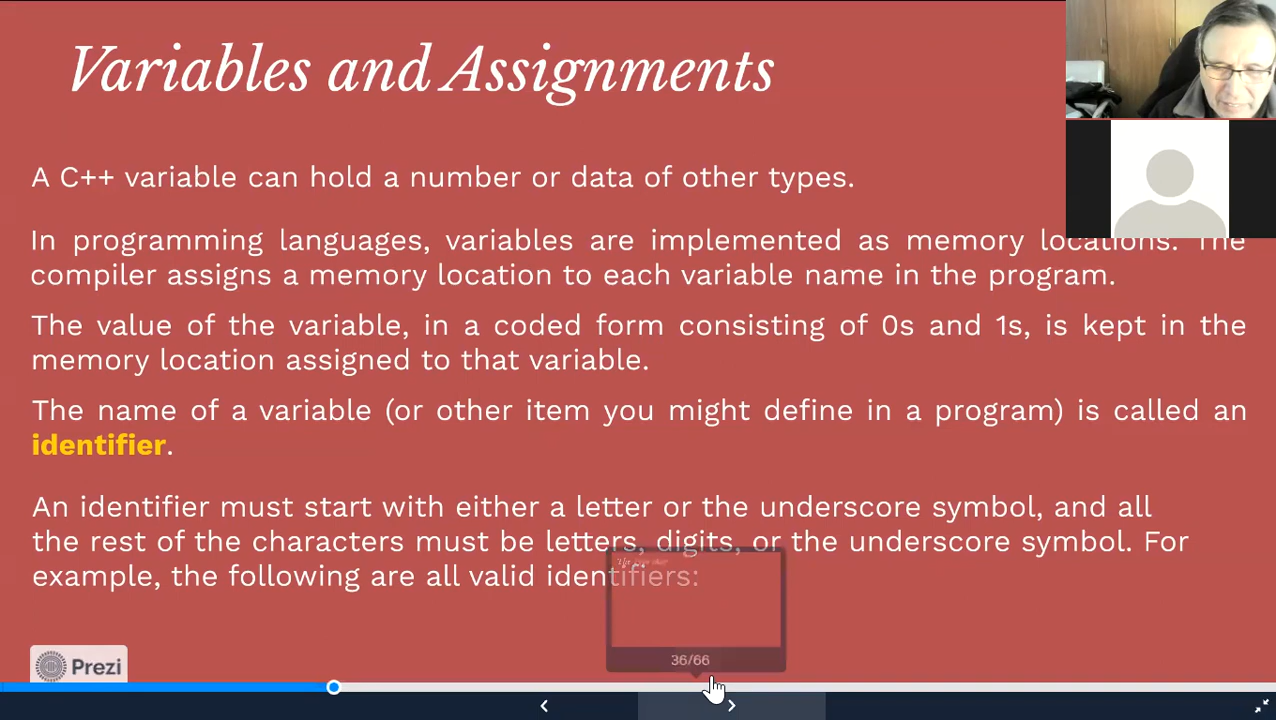 Variables and Assignments
A C++ variable can hold a number or data of other types.
In programming languages, variables are implemented as memory locations. The
compiler assigns a memory location to each variable name in the program.
The value of the variable, in a coded form consisting of 0s and 1s, is kept in the
memory location assigned to that variable.
The name of a variable (or other item you might define in a program) is called an
identifier.
An identifier must start with either a letter or the underscore symbol, and all
the rest of the characters must be letters, digits, or the underscore symbol. For
example, the following are all valid identifiers:
36/66
Prezi